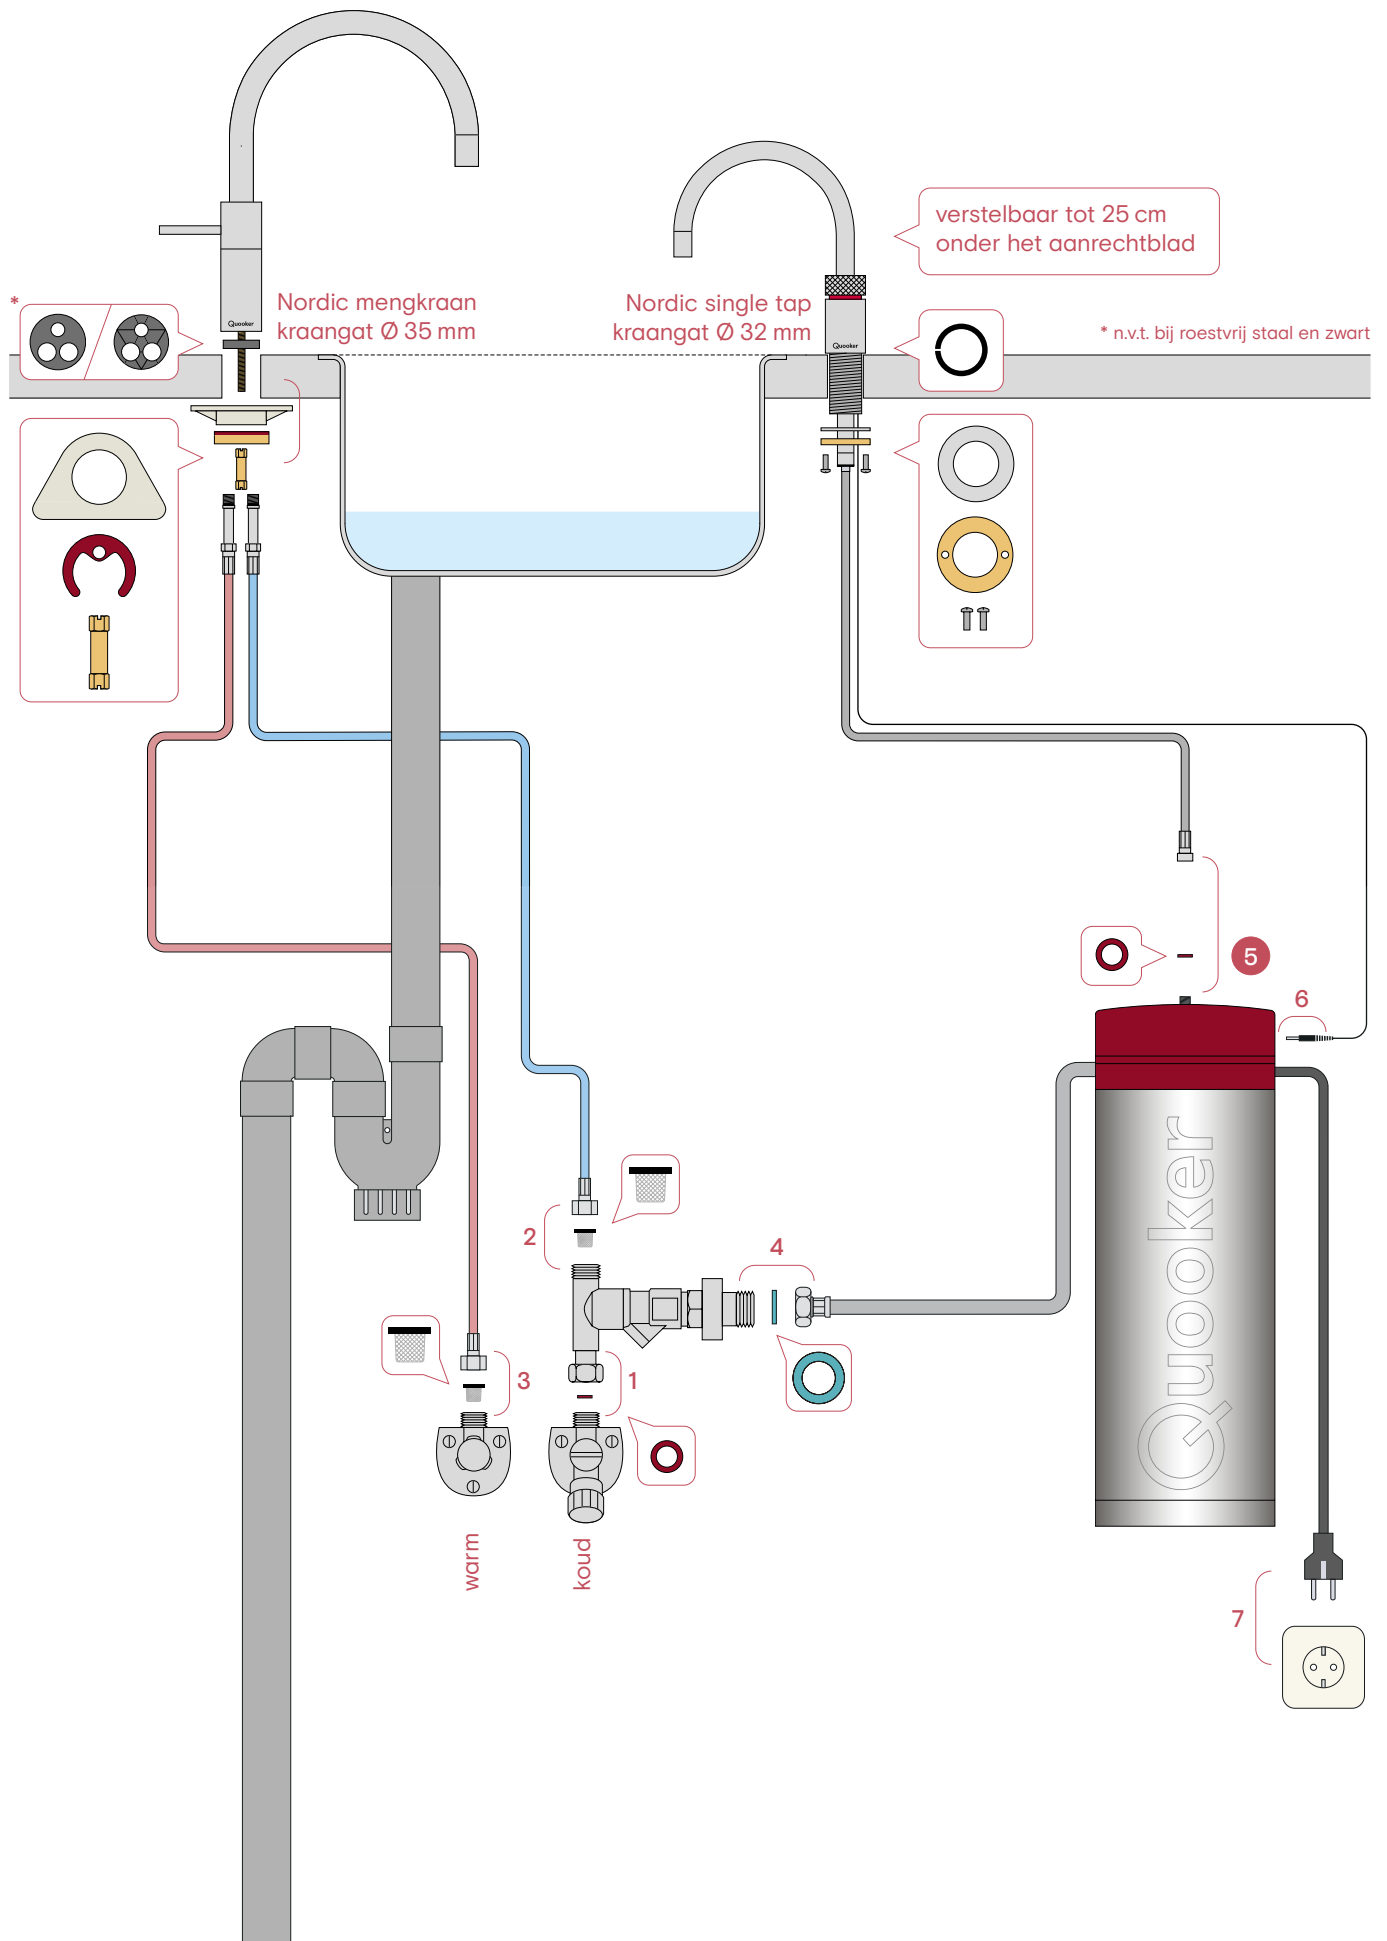 verstelbaar tot 25 cm
onder het aanrechtblad
*
Nordic mengkraan
kraangat Ø 35 mm
Nordic single tap
kraangat Ø 32 mm
* n.v.t. bij roestvrij staal en zwart
Quooker
Quooker
5
6
2
4
3
1
Quooker
warm
koud
7